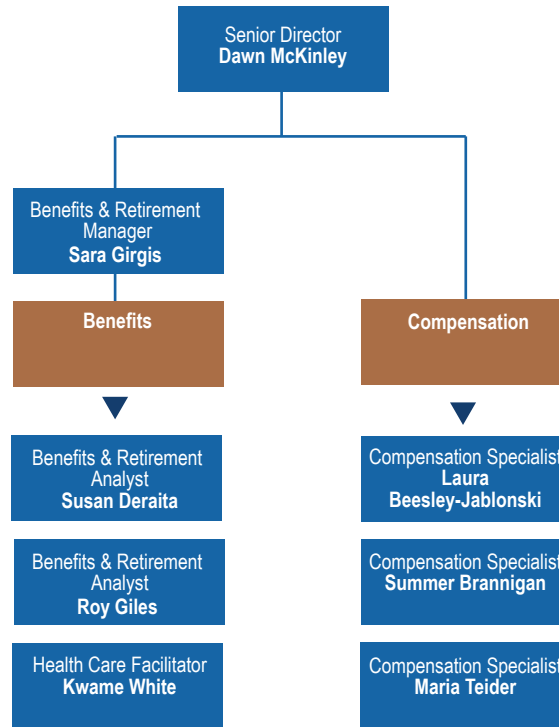 Senior Director
Dawn McKinley
Benefits & Retirement
Manager
Sara Girgis
Benefits
Benefits & Retirement
Analyst
Susan Deraita
Benefits & Retirement
Analyst
Roy Giles
Health Care Facilitator
Kwame White
Compensation
Compensation Specialist
Laura
Beesley-Jablonski
Compensation Specialist
Summer Brannigan
Compensation Specialist
Maria Teider